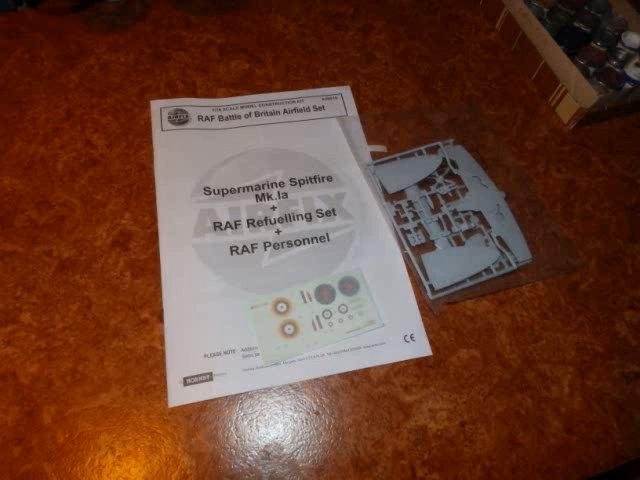 AIRFIX
1/72 SCALE MODEL CONSTRUCTION KIT
RAF Battle of Britain Airfield Set
Supermarine Spitfire
Mk.Ia
+
RAF Refuelling Set
+
RAF Personnel
AIRFIX
PLEASE NOTE:
HORNBY
CE